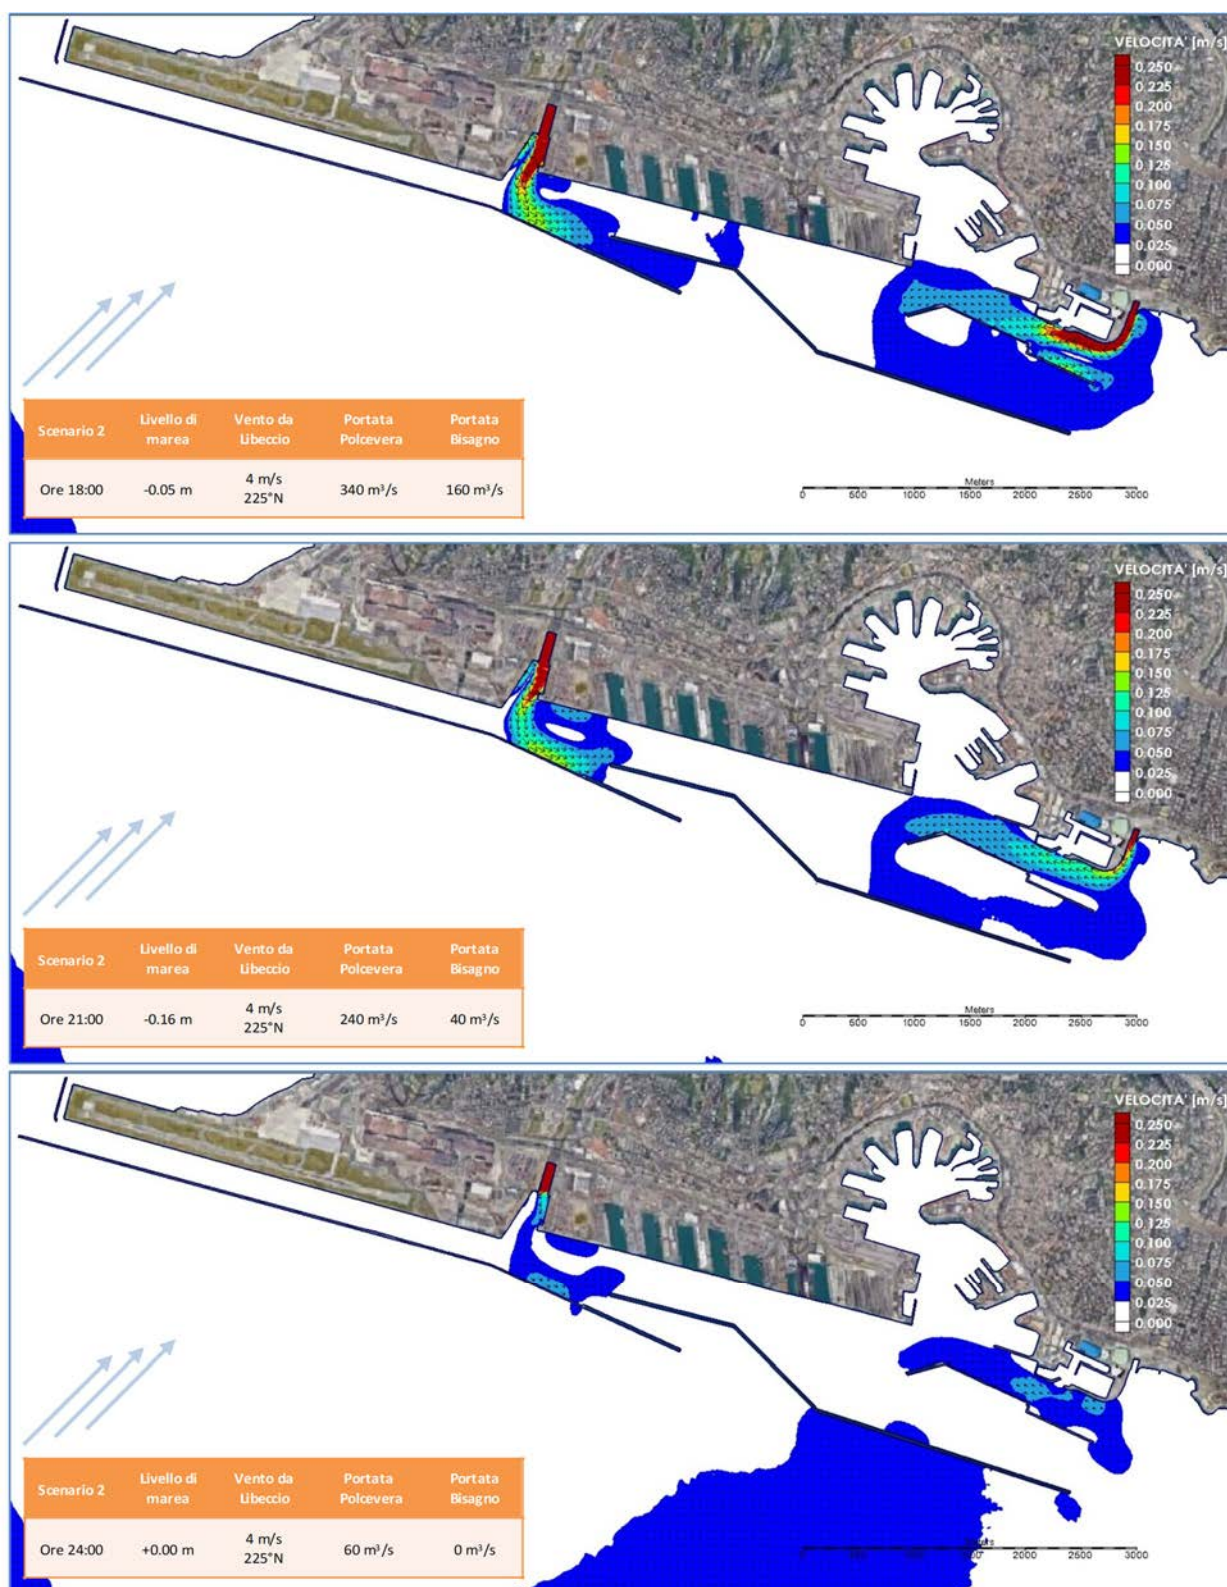 VELOCITA' [m/s]
0.250
0.225
0.200
0.175
0.150
0.125
0.100
0.075
0.050
0.025
0.000
Scenario 2
Livello di
marea
Vento da
Libeccio
Portata
Polcevera
Portata
Bisagno
Ore 18:00
-0.05 m
4 m/s
225°N
340 m³/s
160 m³/s
Meters
0 500 1000 1500 2000 2500 3000
VELOCITA' [m/s]
0.250
0.225
0.200
0.175
0.150
0.125
0.100
0.075
0.050
0.025
0.000
Scenario 2
Livello di
marea
Vento da
Libeccio
Portata
Polcevera
Portata
Bisagno
Ore 21:00
-0.16 m
4 m/s
225°N
240 m³/s
40 m³/s
Meters
0 500 1000 1500 2000 2500 3000
VELOCITA' [m/s]
0.250
0.225
0.200
0.175
0.150
0.125
0.100
0.075
0.050
0.025
0.000
Scenario 2
Livello di
marea
Vento da
Libeccio
Portata
Polcevera
Portata
Bisagno
Ore 24:00
+0.00 m
4 m/s
225°N
60 m³/s
0 m³/s
Meters
2000 2500 3000